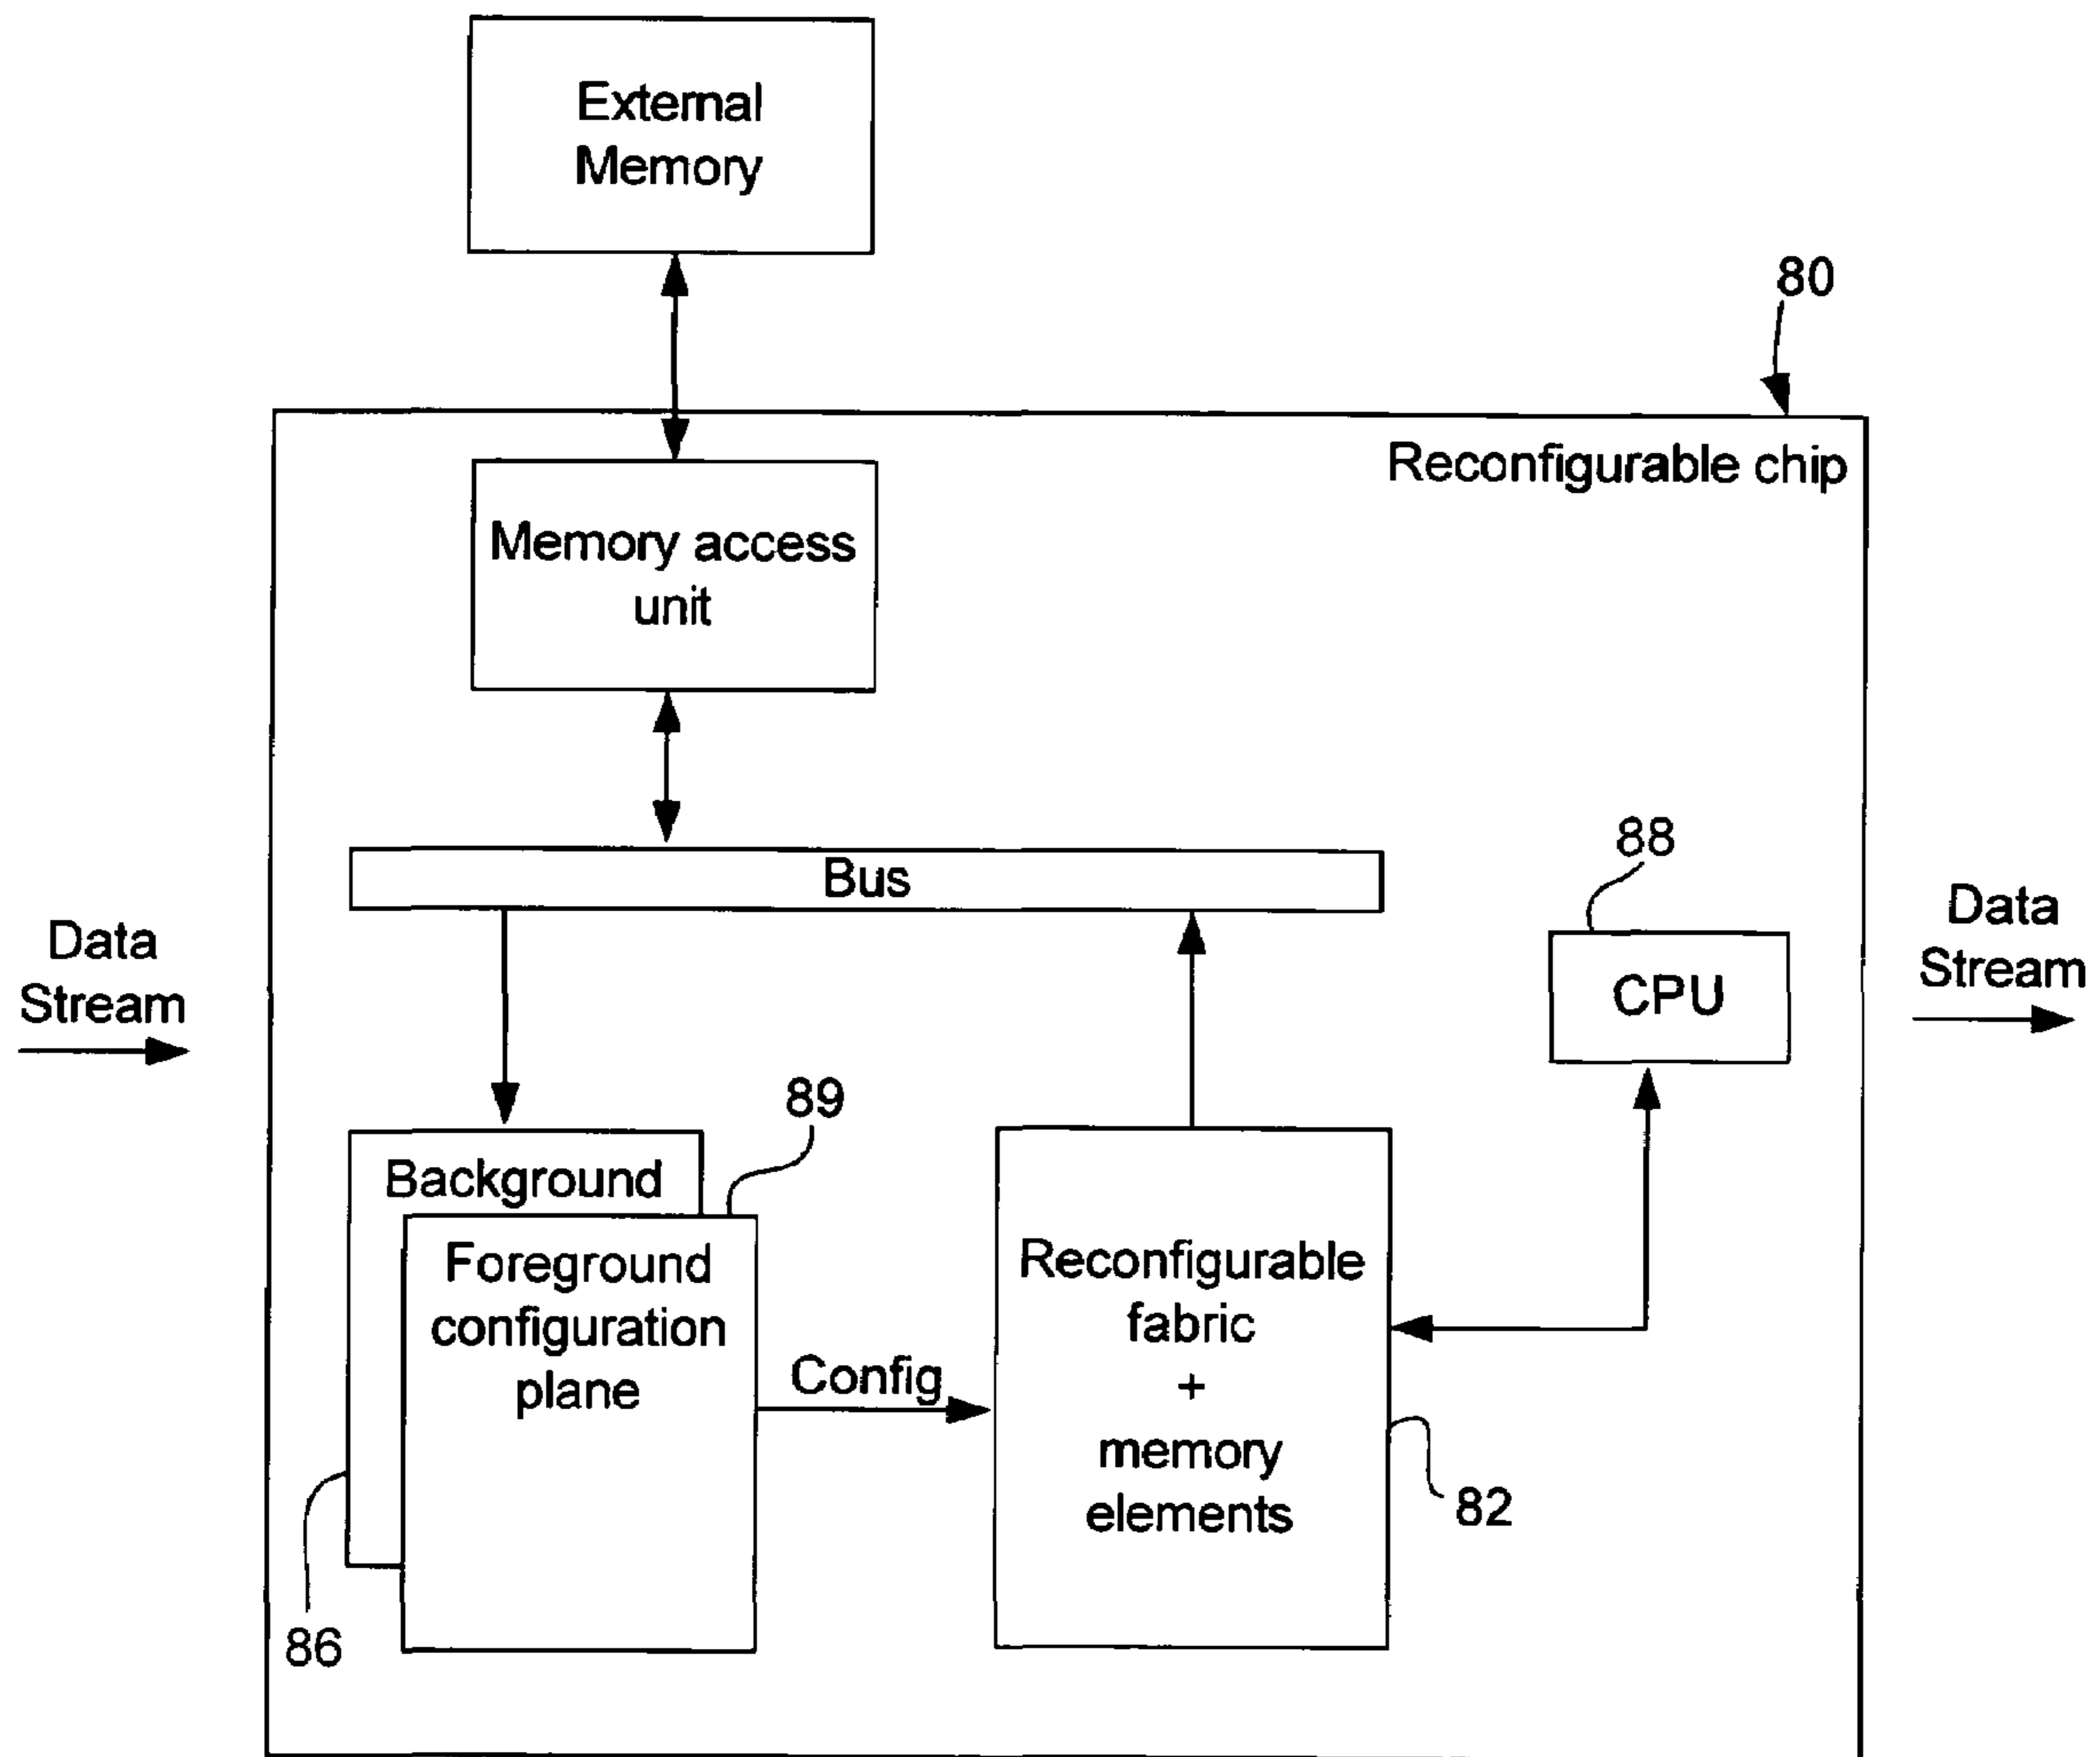 External
Memory
80
Reconfigurable chip
Memory access
unit
88
Bus
Data
Stream
CPU
Data
Stream
89
Background
Foreground
configuration
plane
Config
Reconfigurable
fabric
+
memory
elements
82
86